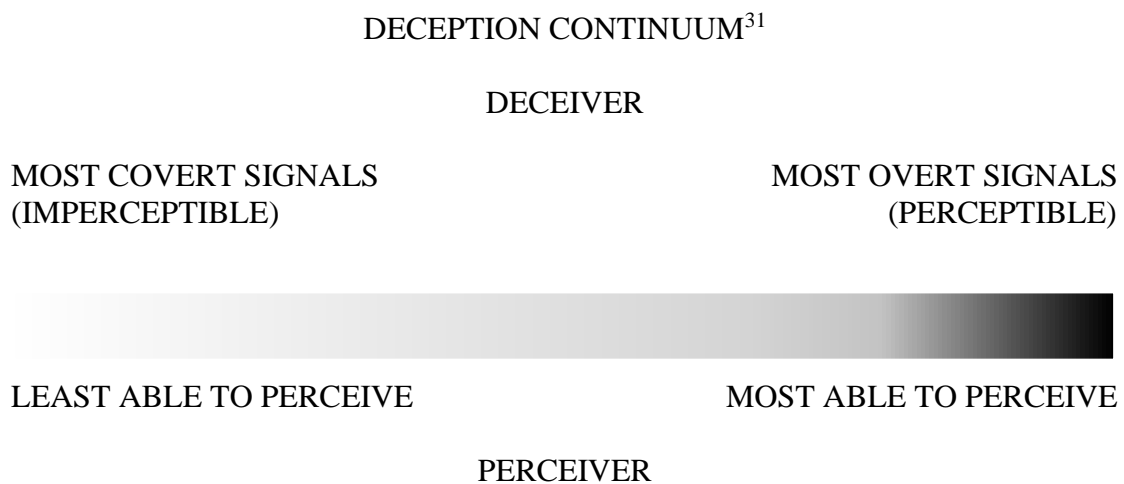 DECEPTION CONTINUUM31
DECEIVER
MOST COVERT SIGNALS
(IMPERCEPTIBLE)
MOST OVERT SIGNALS
(PERCEPTIBLE)
LEAST ABLE TO PERCEIVE
MOST ABLE TO PERCEIVE
PERCEIVER